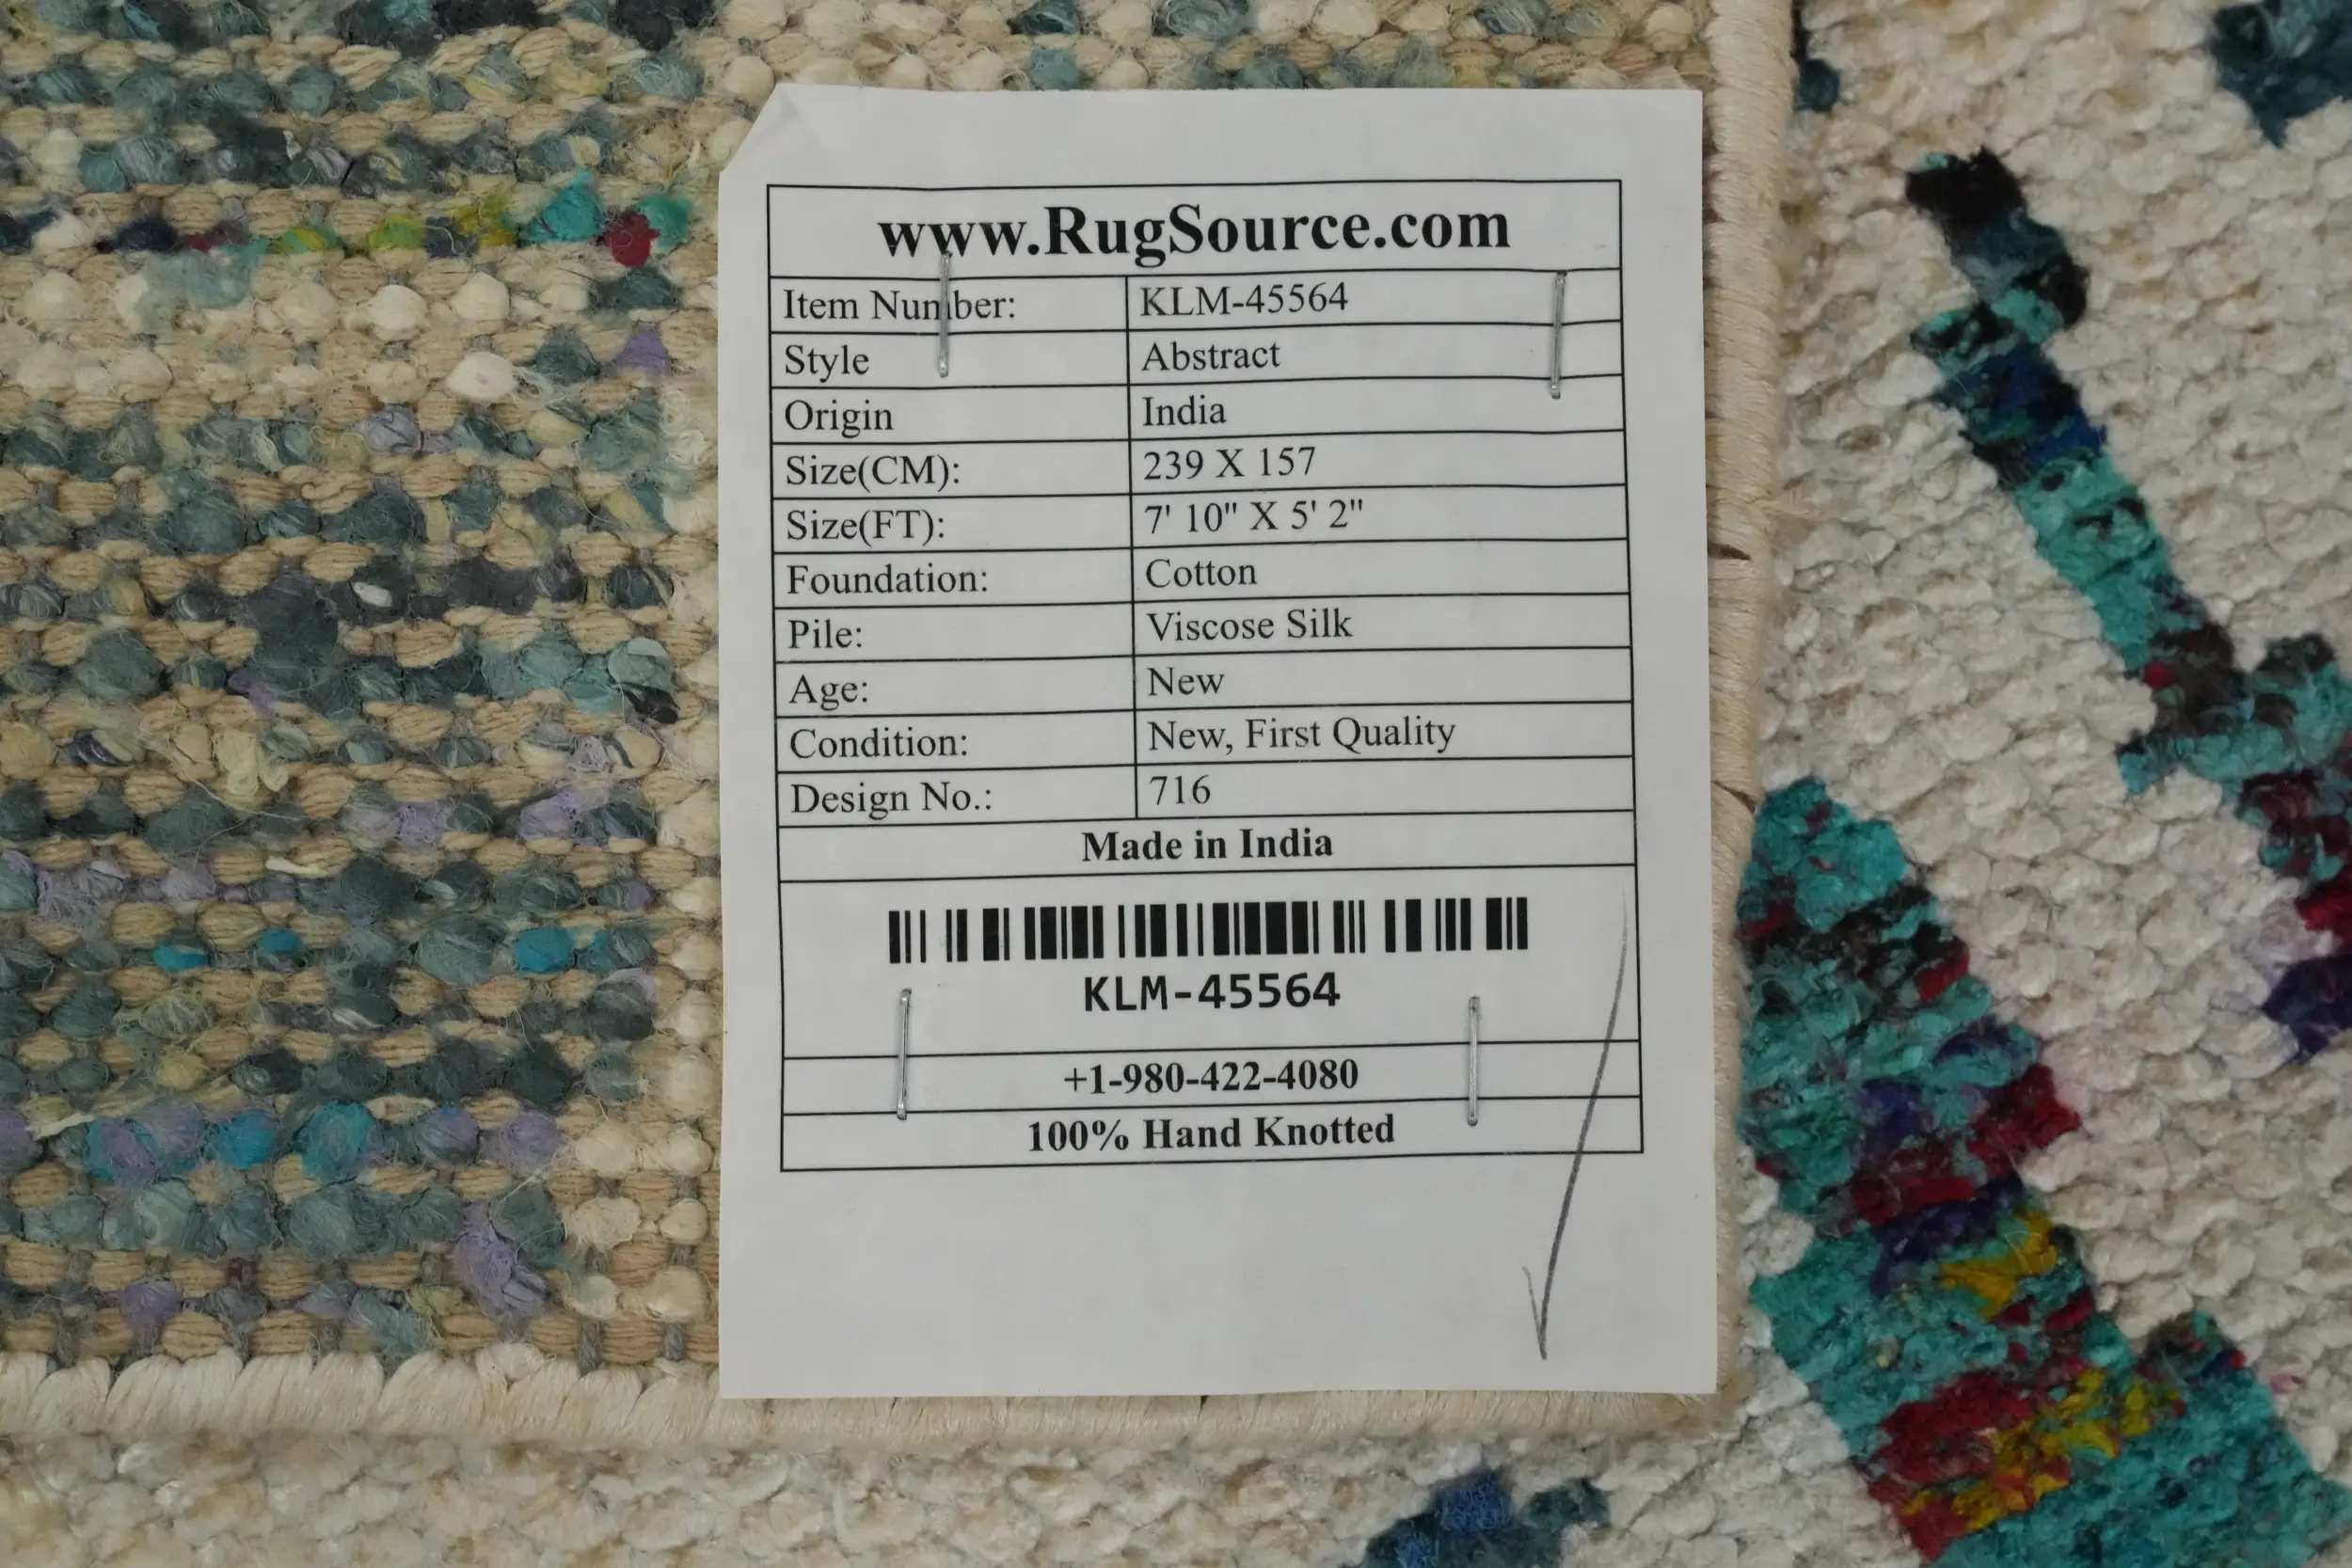 www.RugSource.com
Item Number: KLM-45564
Style Abstract
Origin India
Size(CM): 239 X 157
Size(FT): 7' 10" X 5' 2"
Foundation: Cotton
Pile: Viscose Silk
Age: New
Condition: New, First Quality
Design No.: 716
Made in India
KLM-45564
+1-980-422-4080
100% Hand Knotted